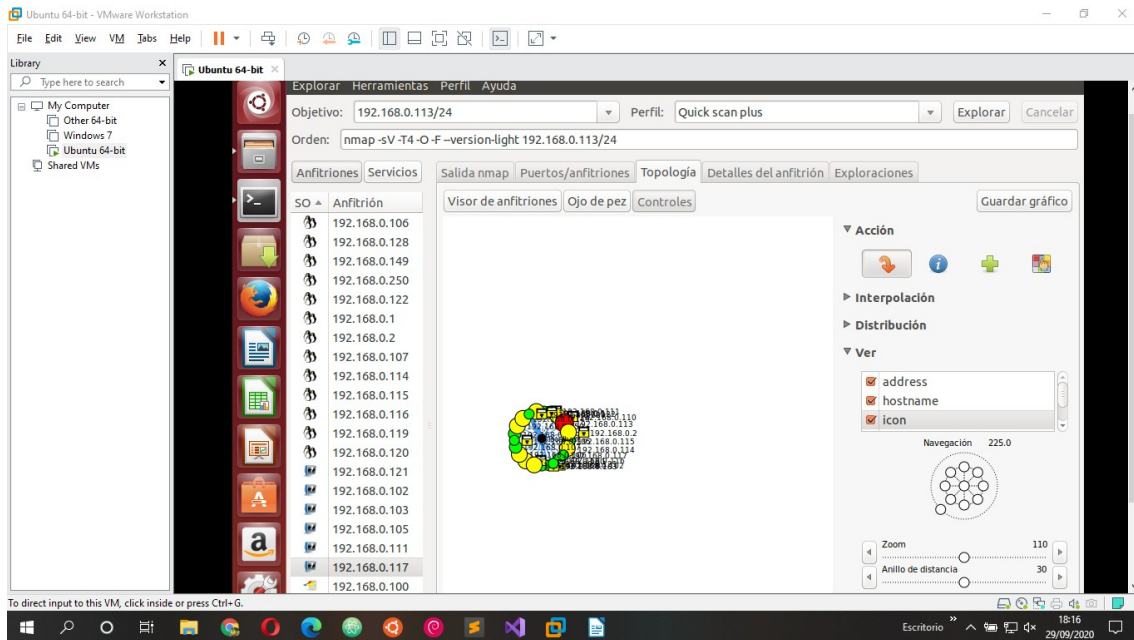 Ubuntu 64-bit - VMware Workstation
File Edit View VM Tabs Help
Library
Type here to search
My Computer
Other 64-bit
Windows 7
Ubuntu 64-bit
Shared VMs
Ubuntu 64-bit
Explorar Herramientas Perfil Ayuda
Objetivo: 192.168.0.113/24 Perfil: Quick scan plus Explorar Cancelar
Orden: nmap -sV -T4 -O -F --version-light 192.168.0.113/24
Anfitriones Servicios
Salida nmap Puertos/anfitriones Topología Detalles del anfitrión Exploraciones
SO Anfitrión
192.168.0.106
192.168.0.128
192.168.0.149
192.168.0.250
192.168.0.122
192.168.0.1
192.168.0.2
192.168.0.107
192.168.0.114
192.168.0.115
192.168.0.116
192.168.0.119
192.168.0.120
192.168.0.121
192.168.0.102
192.168.0.103
192.168.0.105
192.168.0.111
192.168.0.117
192.168.0.100
Visor de anfitriones Ojo de pez Controles Guardar gráfico
192.168.0.2
Acción
Interpolación
Distribución
Ver
address
hostname
icon
Navegación 225.0
Zoom 110
Anillo de distancia 30
To direct input to this VM, click inside or press Ctrl+G.
Escritorio
18:16
29/09/2020